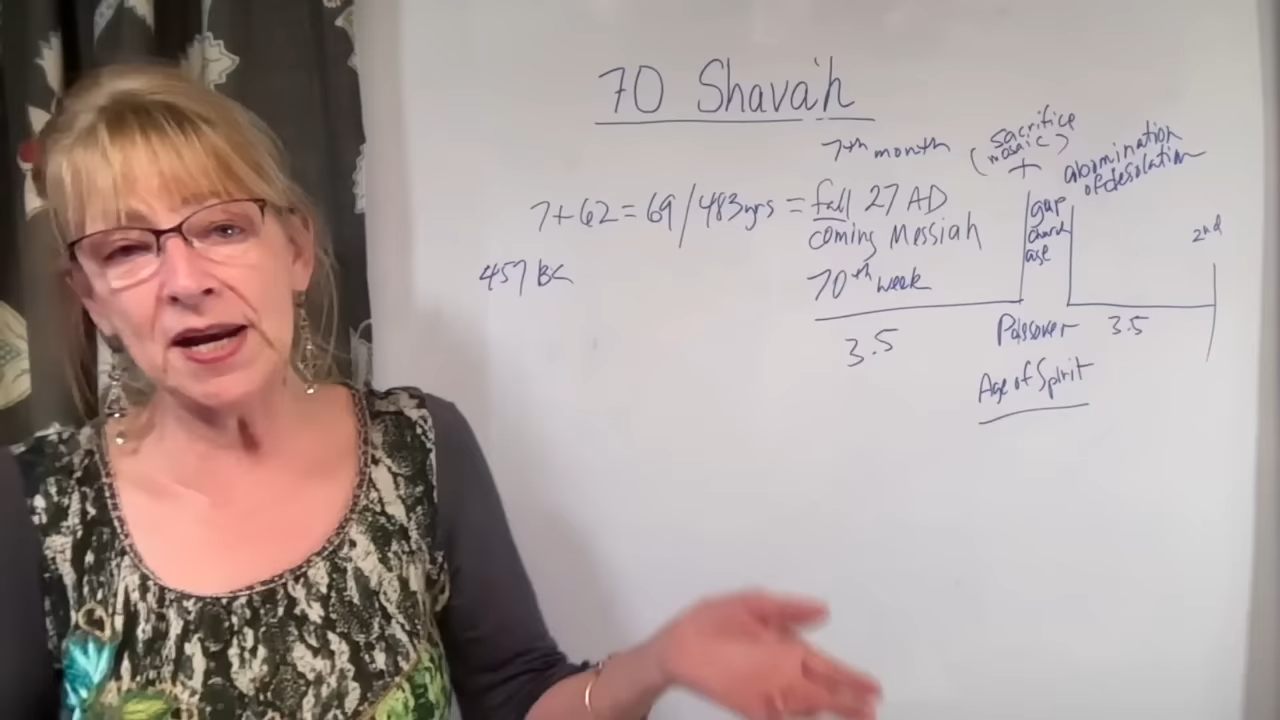 70 Shavah
7th month
(sacrifice
mosaic)
abomination
of desolation
7+62=69/483yrs = fall 27 AD
coming Messiah
gap
church
age
2nd
457 BC
70th week
3.5
Passover
3.5
Age of Spirit